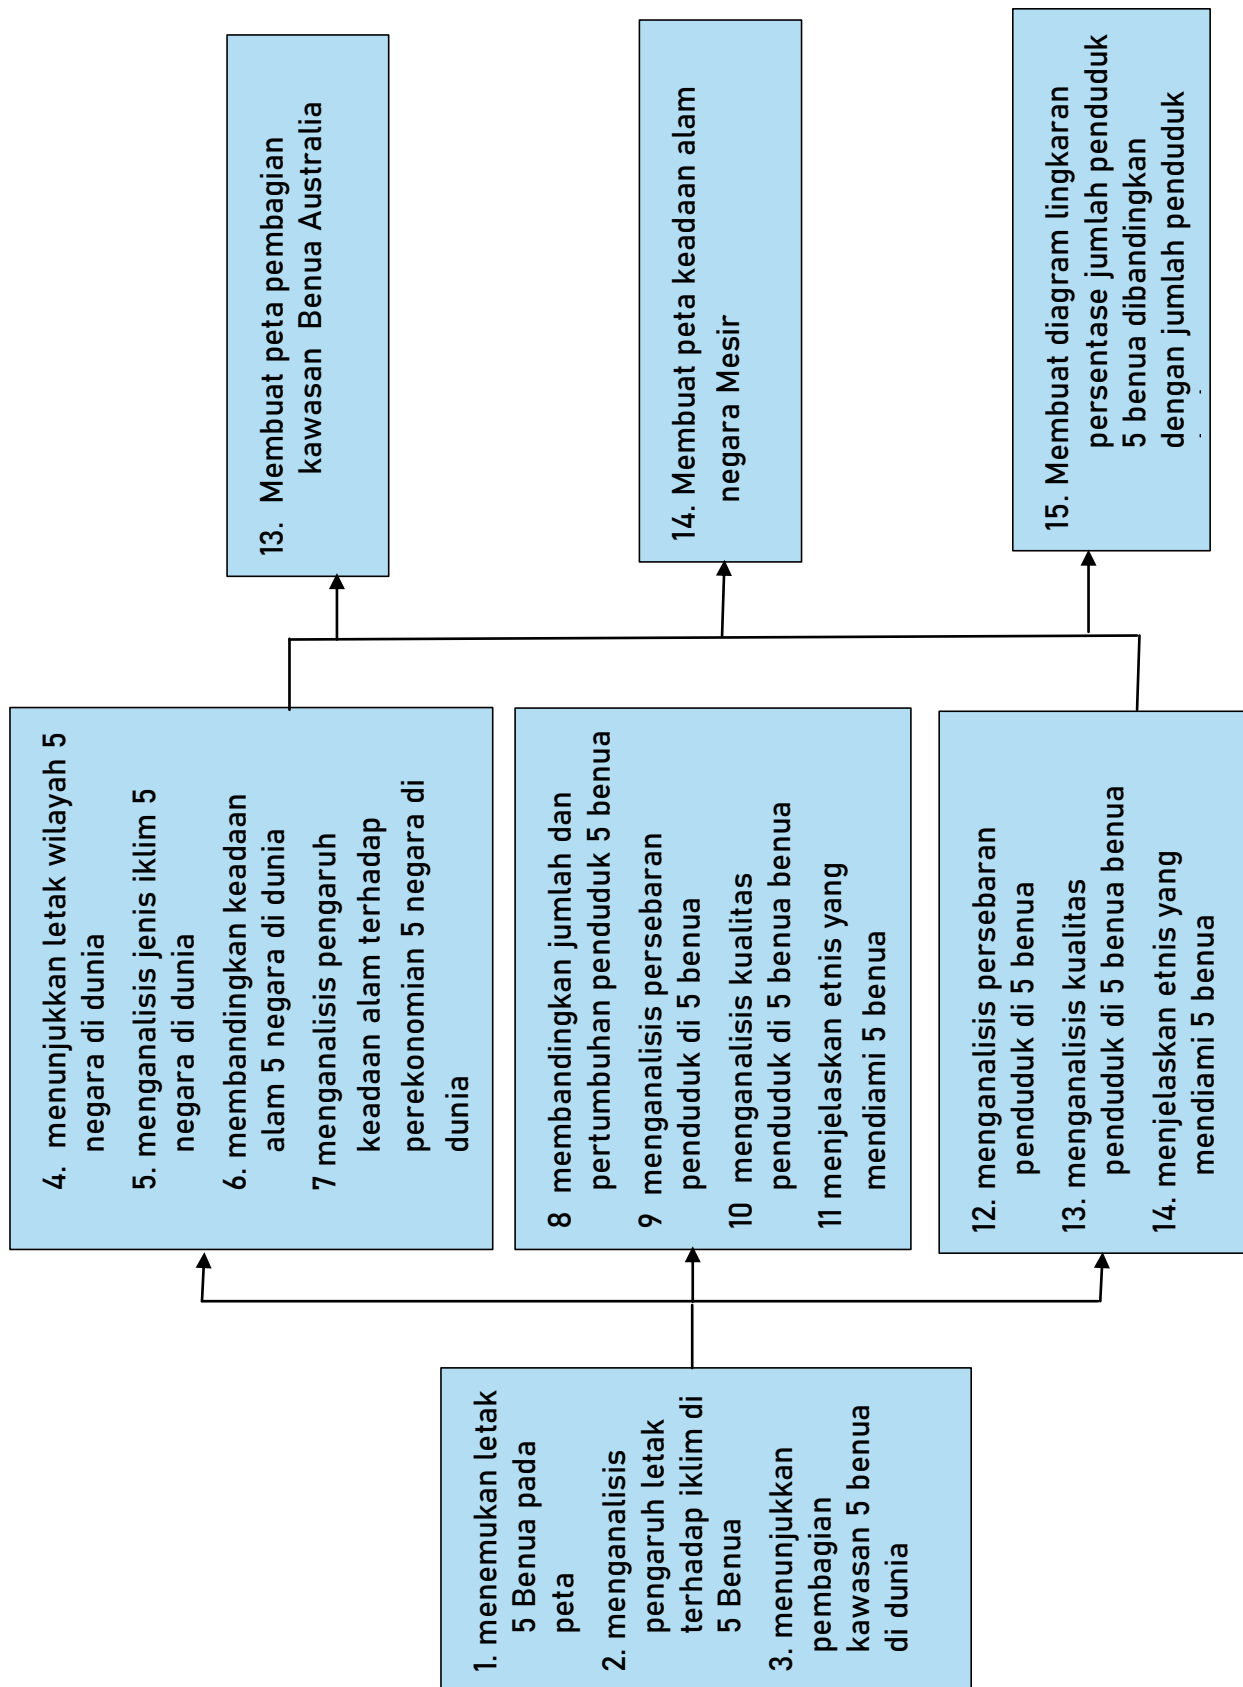 1. menemukan letak
5 Benua pada
peta
2. menganalisis
pengaruh letak
terhadap iklim di
5 Benua
3. menunjukkan
pembagian
kawasan 5 benua
di dunia
4. menunjukkan letak wilayah 5
negara di dunia
5. menganalisis jenis iklim 5
negara di dunia
6. membandingkan keadaan
alam 5 negara di dunia
7 menganalisis pengaruh
keadaan alam terhadap
perekonomian 5 negara di
dunia
8 membandingkan jumlah dan
pertumbuhan penduduk 5 benua
9 menganalisis persebaran
penduduk di 5 benua
10 menganalisis kualitas
penduduk di 5 benua benua
11 menjelaskan etnis yang
mendiami 5 benua
12. menganalisis persebaran
penduduk di 5 benua
13. menganalisis kualitas
penduduk di 5 benua benua
14. menjelaskan etnis yang
mendiami 5 benua
13. Membuat peta pembagian
kawasan Benua Australia
14. Membuat peta keadaan alam
negara Mesir
15. Membuat diagram lingkaran
persentase jumlah penduduk
5 benua dibandingkan
dengan jumlah penduduk